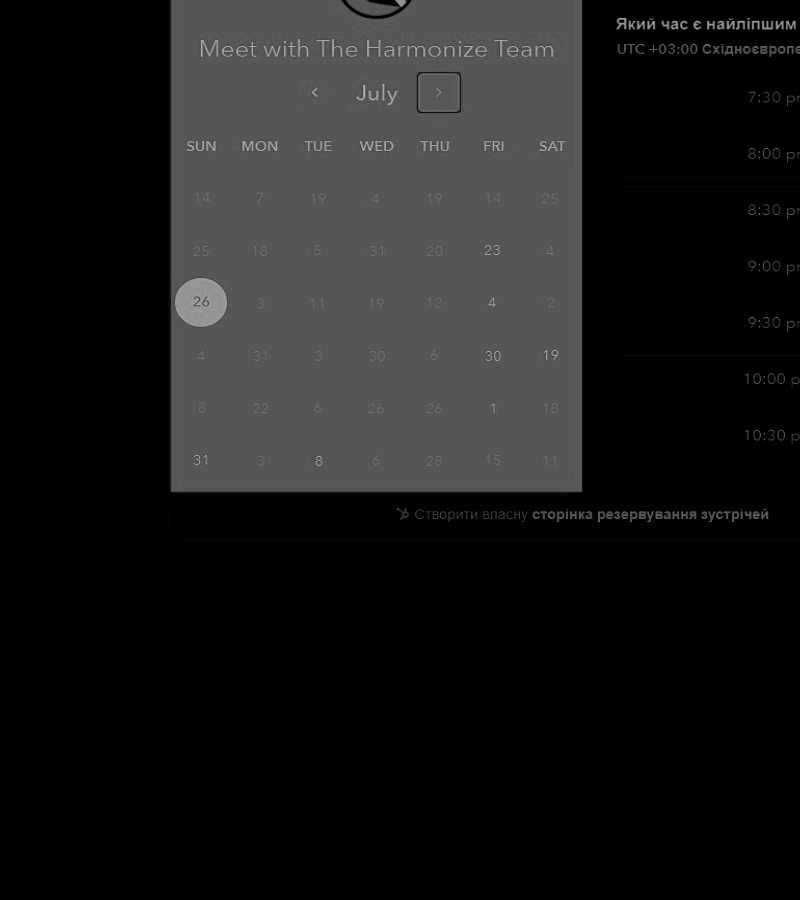 Meet with The Harmonize Team
July
SUN MON TUE WED THU FRI SAT
14 7 19 4 19 14 25
25 18 5 31 20 23 4
26 3 11 19 12 4 2
4 31 3 30 6 30 19
8 22 6 26 26 1 18
31 3 8 6 28 15 11
Який час є найліпшим
UTC +03:00 Східноєвропе
7:30 pr
8:00 pr
8:30 pr
9:00 pr
9:30 pr
10:00 p
10:30 p
Створити власну сторінка резервування зустрічей